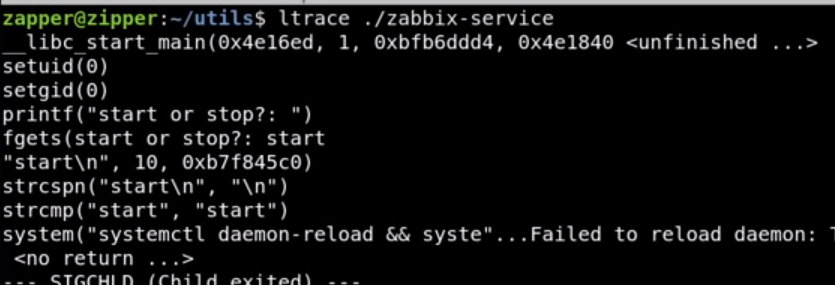 zapper@zipper:~/utils$ ltrace ./zabbix-service
__libc_start_main(0x4e16ed, 1, 0xbfb6ddd4, 0x4e1840 <unfinished ...>
setuid(0)
setgid(0)
printf("start or stop?: ")
fgets(start or stop?: start
"start\n", 10, 0xb7f845c0)
strcspn("start\n", "\n")
strcmp("start", "start")
system("systemctl daemon-reload && syste"...Failed to reload daemon: T
<no return ...>
--- SIGCHLD (Child exited) ---